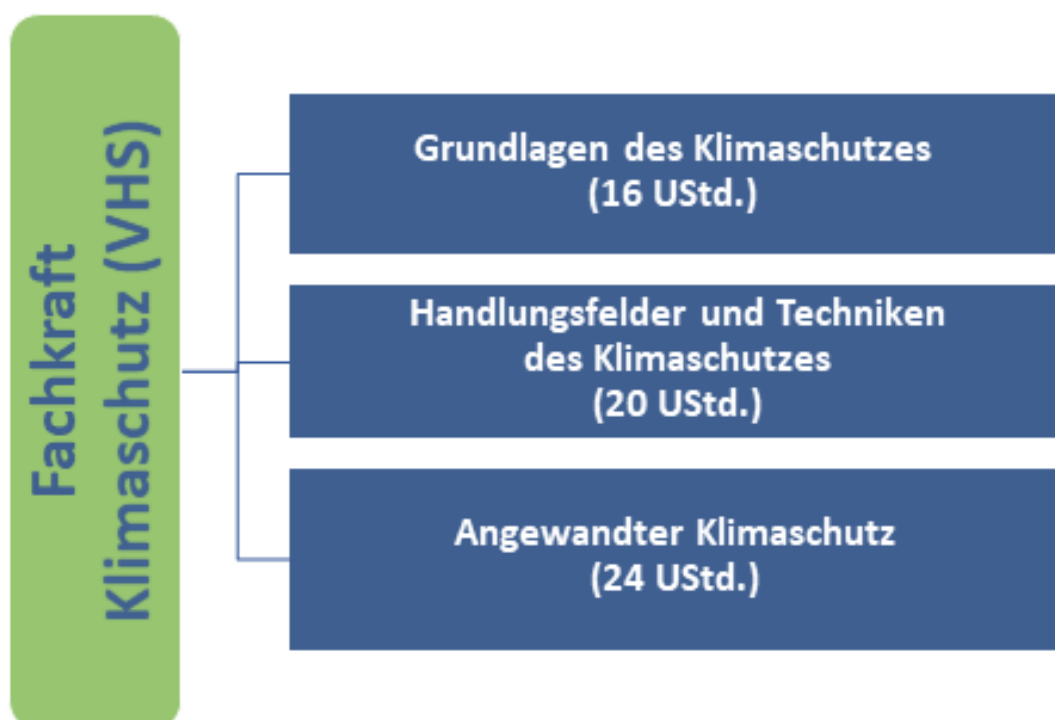 Fachkraft
Klimaschutz (VHS)
Grundlagen des Klimaschutzes
(16 UStd.)
Handlungsfelder und Techniken
des Klimaschutzes
(20 UStd.)
Angewandter Klimaschutz
(24 UStd.)